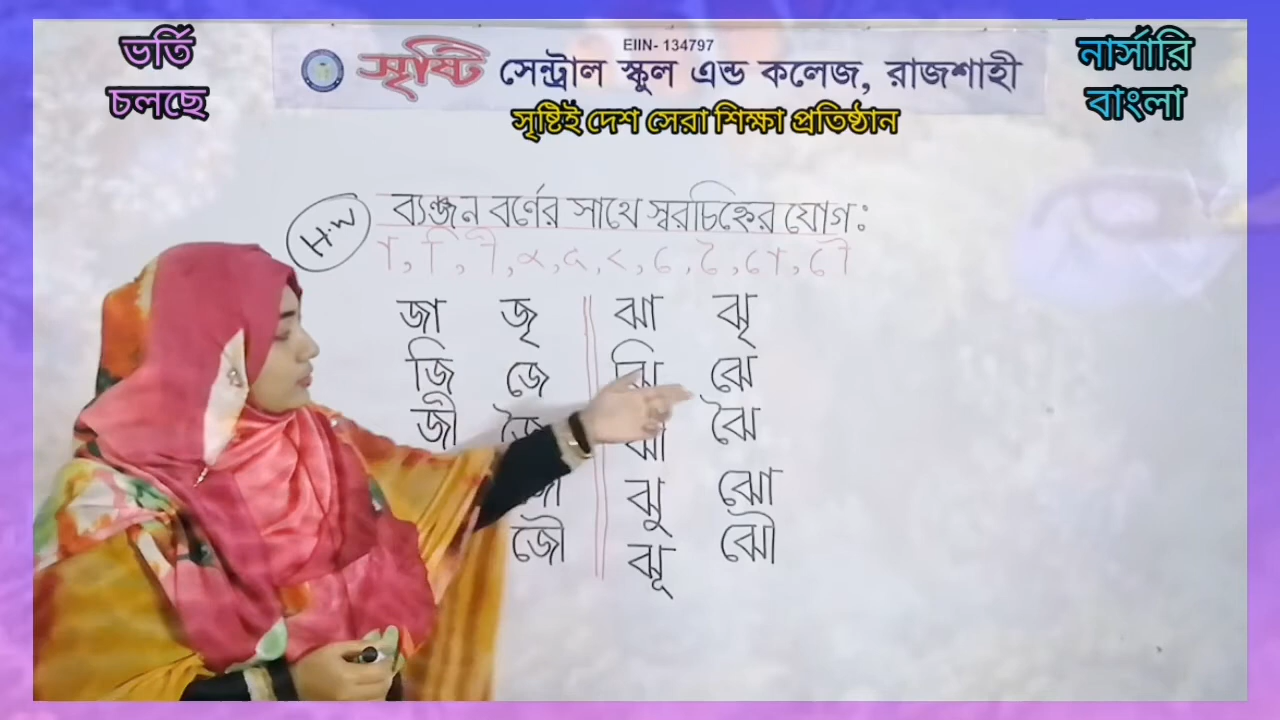 ভর্তি
চলছে
EIIN- 134797
সৃষ্টি সেন্ট্রাল স্কুল এন্ড কলেজ, রাজশাহী
সৃষ্টিই দেশ সেরা শিক্ষা প্রতিষ্ঠান
নার্সারি
বাংলা
H.W
ব্যঞ্জন বর্ণের সাথে স্বরচিহ্নের যোগঃ
া, ি, ী, ু, ূ, ৃ, ে, ৈ, ো, ৌ
জা জৃ ঝা ঝৃ
জি জে ঝি ঝে
জী জৈ ঝী ঝৈ
জো ঝু ঝো
জৌ ঝূ ঝৌ